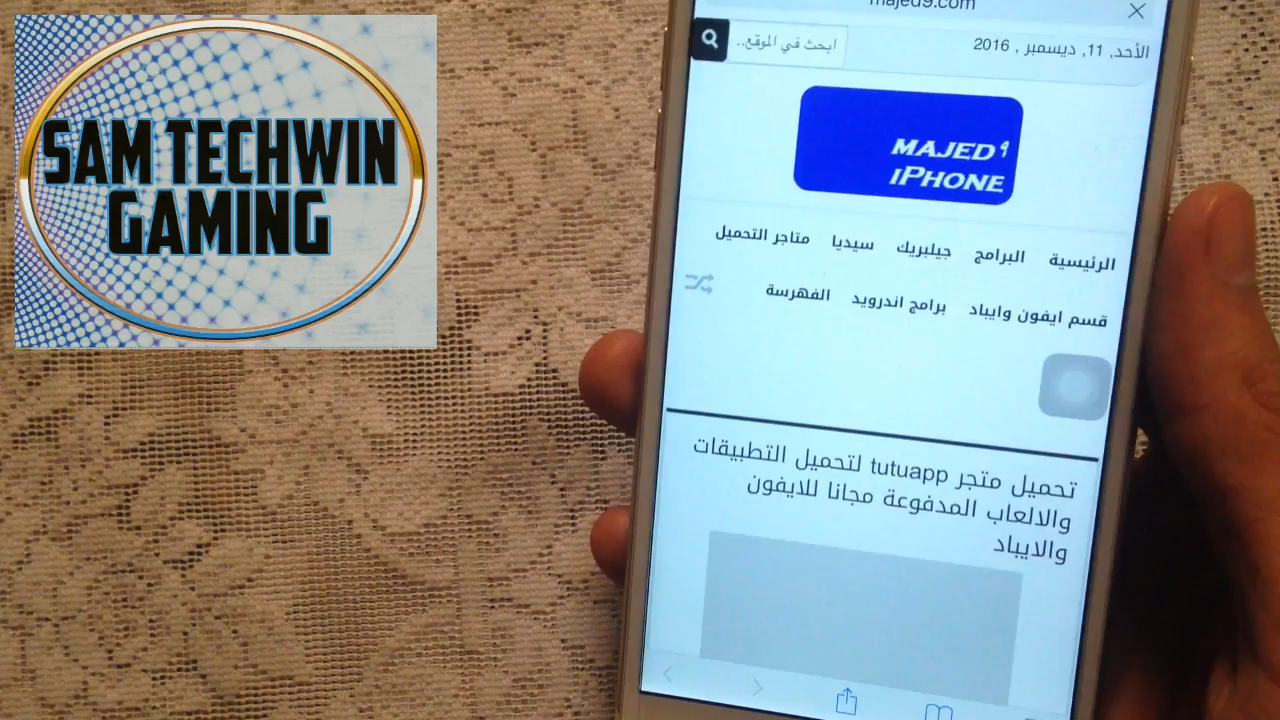 SAM TECHWIN
GAMING
majed9.com
ابحث في الموقع..
الأحد, 11, ديسمبر , 2016
MAJED٩
iPHONE
الرئيسية البرامج جيلبريك سيديا متاجر التحميل
قسم ايفون وايباد برامج اندرويد الفهرسة
تحميل متجر tutuapp لتحميل التطبيقات
والالعاب المدفوعة مجانا للايفون
والايباد